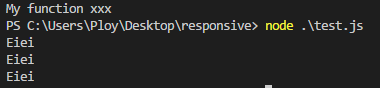 My function xxx
PS C:\Users\Ploy\Desktop\responsive> node .\test.js
Eiei
Eiei
Eiei